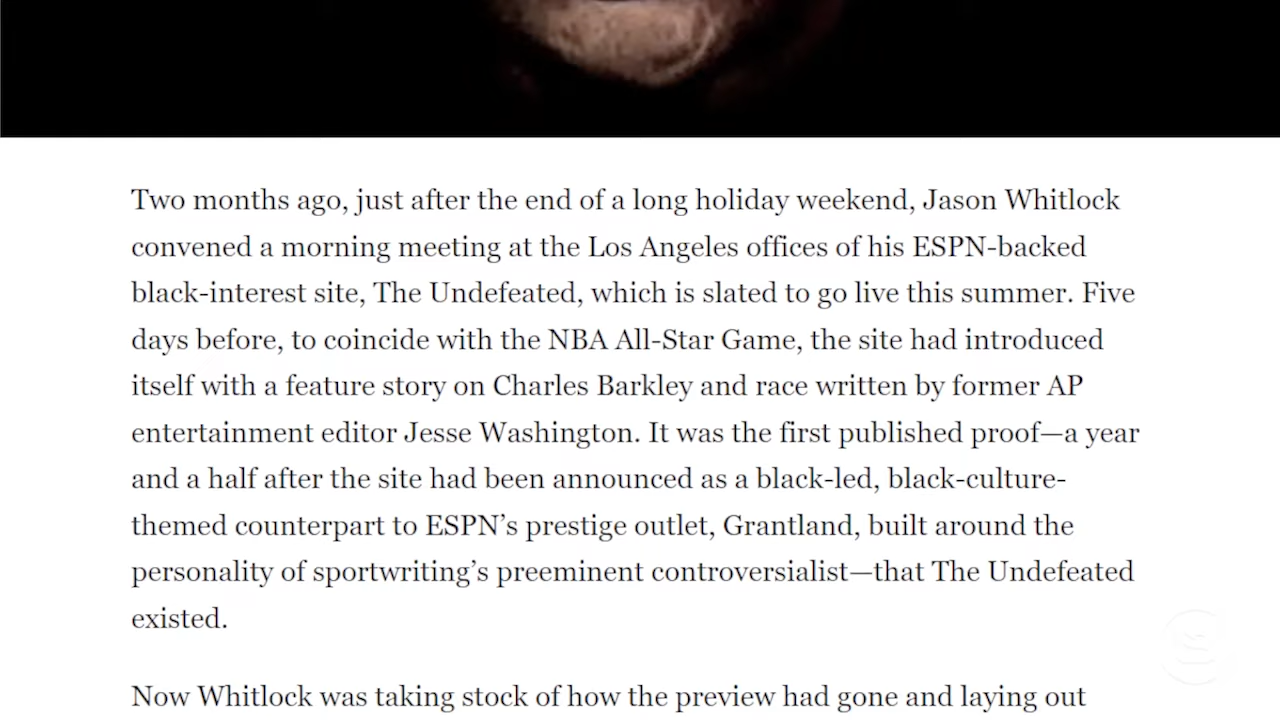 Two months ago, just after the end of a long holiday weekend, Jason Whitlock
convened a morning meeting at the Los Angeles offices of his ESPN-backed
black-interest site, The Undefeated, which is slated to go live this summer. Five
days before, to coincide with the NBA All-Star Game, the site had introduced
itself with a feature story on Charles Barkley and race written by former AP
entertainment editor Jesse Washington. It was the first published proof—a year
and a half after the site had been announced as a black-led, black-culture-
themed counterpart to ESPN’s prestige outlet, Grantland, built around the
personality of sportwriting’s preeminent controversialist—that The Undefeated
existed.
Now Whitlock was taking stock of how the preview had gone and laying out